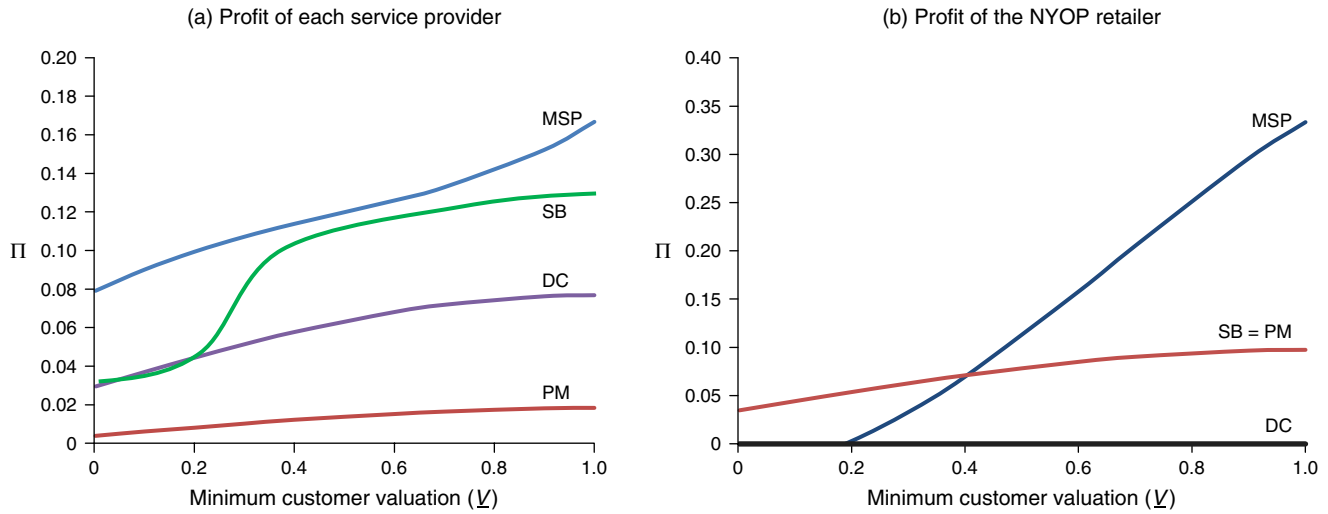 (a) Profit of each service provider
0.20
0.18
0.16
0.14
0.12
0.10
0.08
0.06
0.04
0.02
0
Π
MSP
SB
DC
PM
0 0.2 0.4 0.6 0.8 1.0
Minimum customer valuation (V)
(b) Profit of the NYOP retailer
0.40
0.35
0.30
0.25
0.20
0.15
0.10
0.05
0
Π
MSP
SB = PM
DC
0 0.2 0.4 0.6 0.8 1.0
Minimum customer valuation (V)